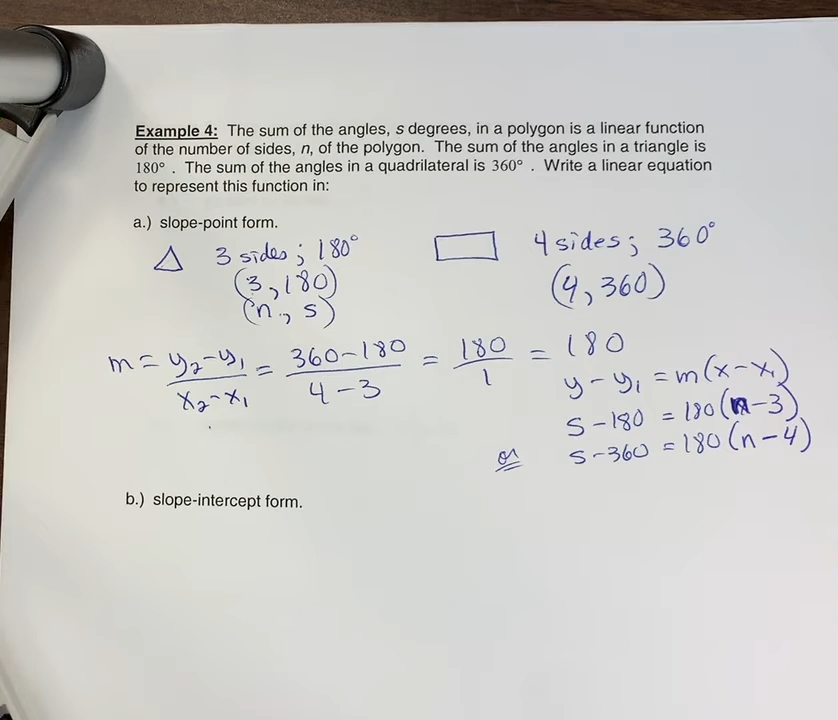 Example 4: The sum of the angles, s degrees, in a polygon is a linear function
of the number of sides, n, of the polygon. The sum of the angles in a triangle is
180° . The sum of the angles in a quadrilateral is 360° . Write a linear equation
to represent this function in:
a.) slope-point form.
3 sides ; 180°
(3, 180)
(n, s)
4 sides ; 360°
(4, 360)
m = y₂-y₁ / x₂-x₁ = 360-180 / 4-3 = 180 / 1 = 180
y - y₁ = m(x - x₁)
s - 180 = 180(n - 3)
or s - 360 = 180(n - 4)
b.) slope-intercept form.